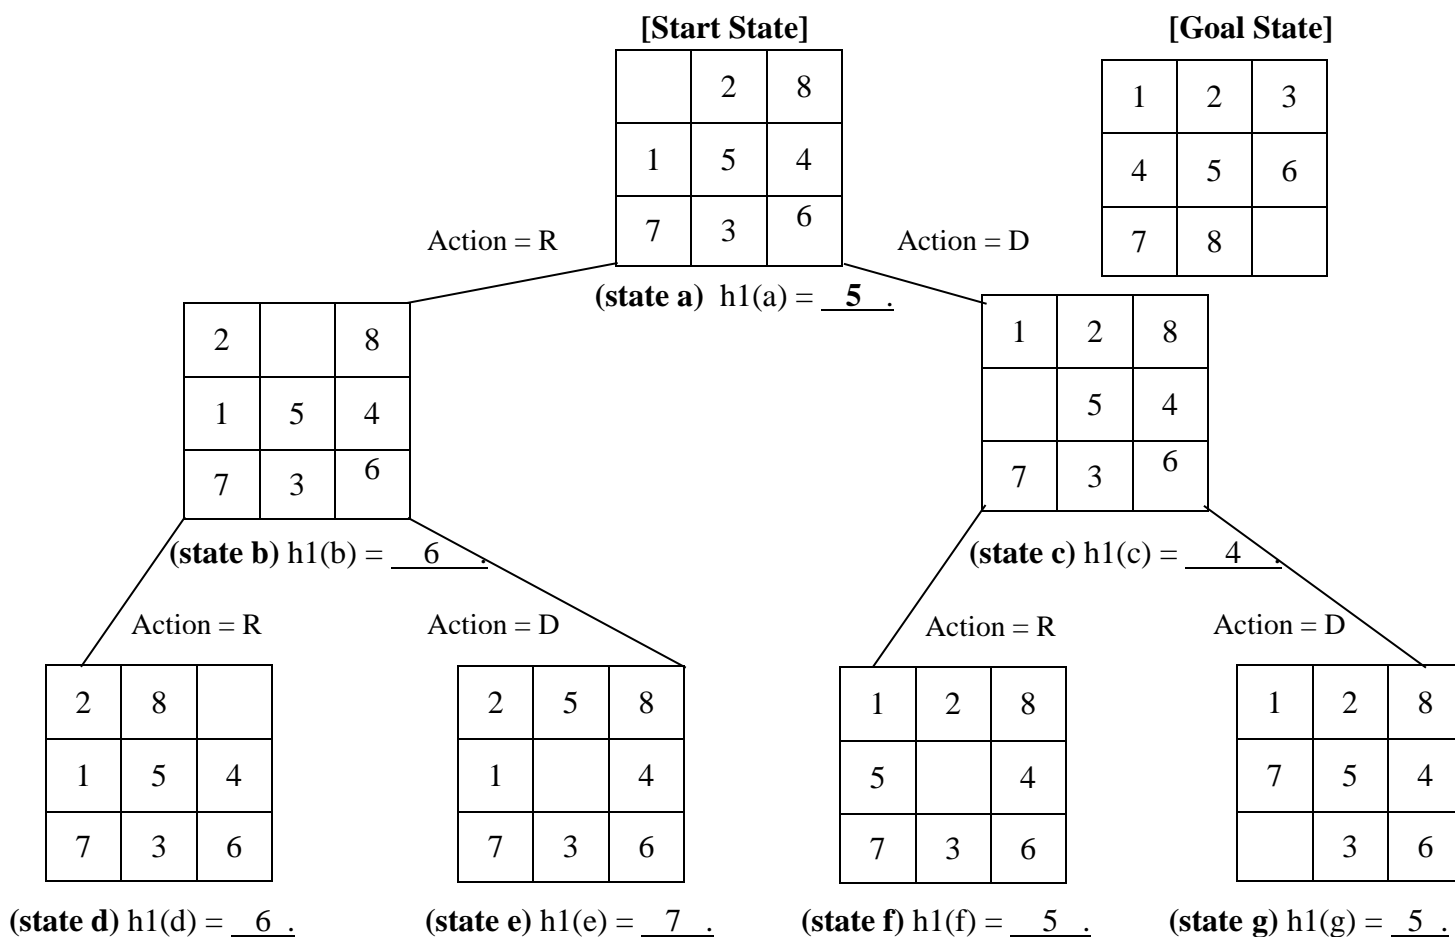 [Start State]
[Goal State]
2 8
1 5 4
7 3 6
1 2 3
4 5 6
7 8
Action = R
Action = D
(state a) h1(a) = 5 .
2 8
1 5 4
7 3 6
1 2 8
5 4
7 3 6
(state b) h1(b) = 6 .
(state c) h1(c) = 4 .
Action = R
Action = D
Action = R
Action = D
2 8
1 5 4
7 3 6
2 5 8
1 4
7 3 6
1 2 8
5 4
7 3 6
1 2 8
7 5 4
3 6
(state d) h1(d) = 6 .
(state e) h1(e) = 7 .
(state f) h1(f) = 5 .
(state g) h1(g) = 5 .